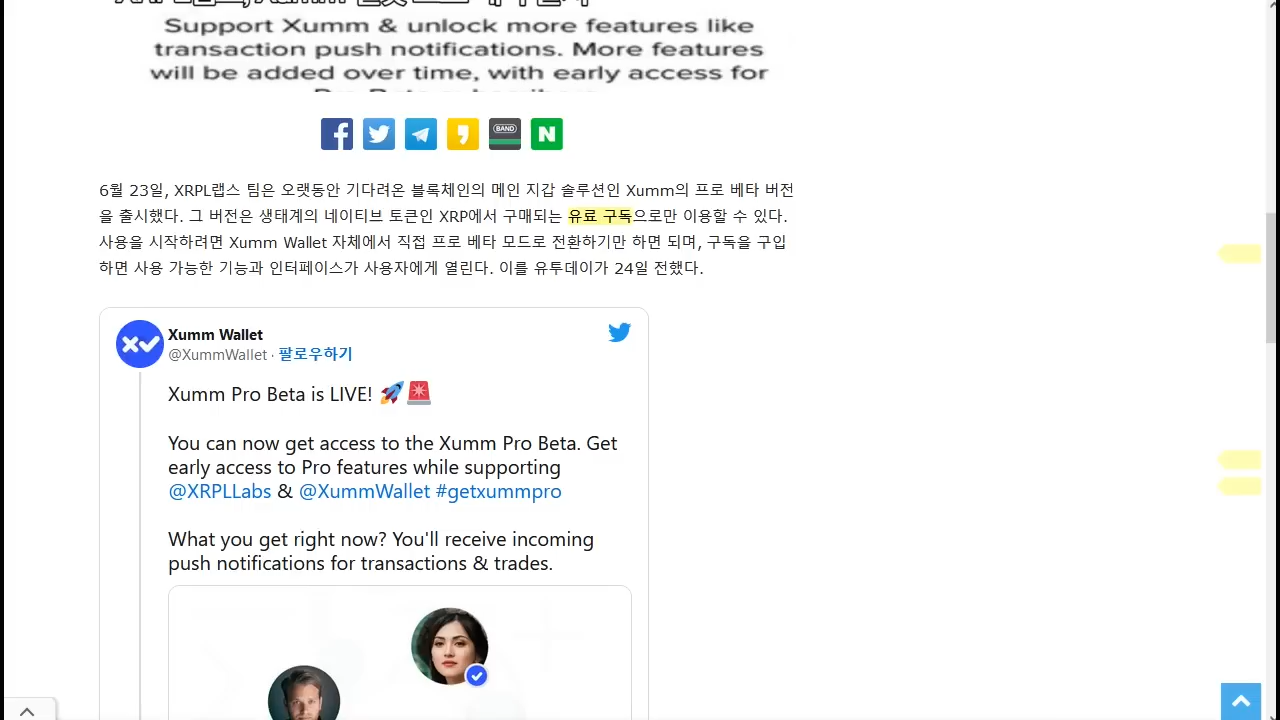 Support Xumm & unlock more features like
transaction push notifications. More features
will be added over time, with early access for
BAND
N
6월 23일, XRPL랩스 팀은 오랫동안 기다려온 블록체인의 메인 지갑 솔루션인 Xumm의 프로 베타 버전
을 출시했다. 그 버전은 생태계의 네이티브 토큰인 XRP에서 구매되는 유료 구독으로만 이용할 수 있다.
사용을 시작하려면 Xumm Wallet 자체에서 직접 프로 베타 모드로 전환하기만 하면 되며, 구독을 구입
하면 사용 가능한 기능과 인터페이스가 사용자에게 열린다. 이를 유투데이가 24일 전했다.
Xumm Wallet
@XummWallet · 팔로우하기
Xumm Pro Beta is LIVE! 🚀🚨
You can now get access to the Xumm Pro Beta. Get
early access to Pro features while supporting
@XRPLLabs & @XummWallet #getxummpro
What you get right now? You'll receive incoming
push notifications for transactions & trades.